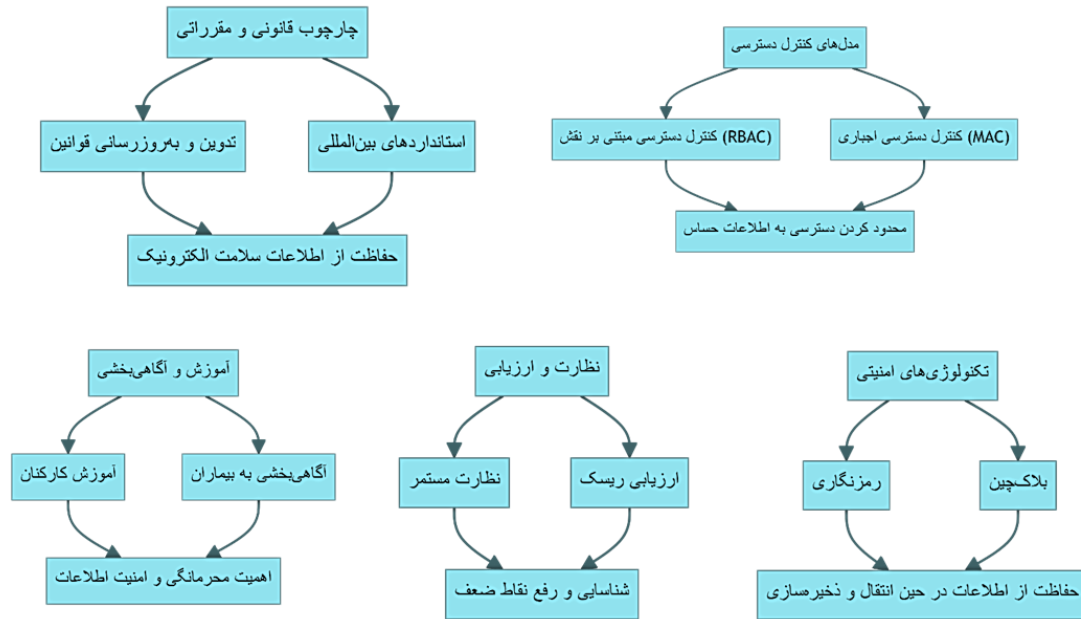 چارچوب قانونی و مقرراتی
استانداردهای بین‌المللی
تدوین و به‌روزرسانی قوانین
حفاظت از اطلاعات سلامت الکترونیک
مدل‌های کنترل دسترسی
(MAC) کنترل دسترسی اجباری
(RBAC) کنترل دسترسی مبتنی بر نقش
محدود کردن دسترسی به اطلاعات حساس
تکنولوژی‌های امنیتی
بلاک‌چین
رمزنگاری
حفاظت از اطلاعات در حین انتقال و ذخیره‌سازی
نظارت و ارزیابی
ارزیابی ریسک
نظارت مستمر
شناسایی و رفع نقاط ضعف
آموزش و آگاهی‌بخشی
آگاهی‌بخشی به بیماران
آموزش کارکنان
اهمیت محرمانگی و امنیت اطلاعات